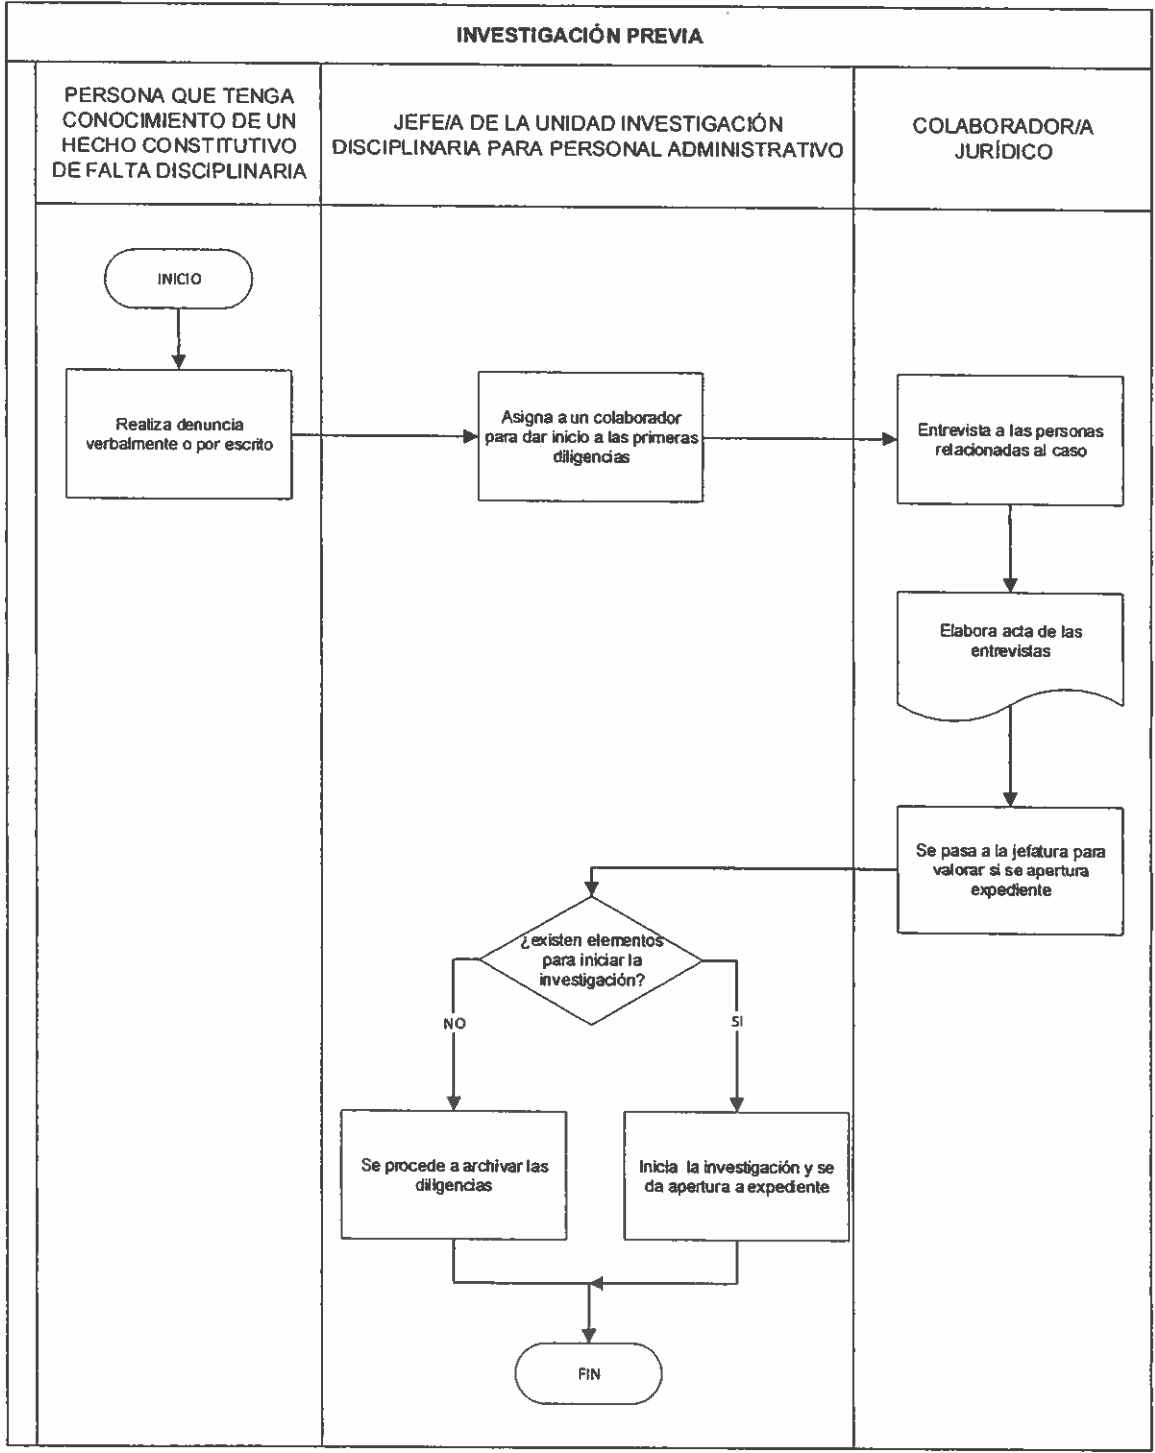 INVESTIGACIÓN PREVIA
PERSONA QUE TENGA
CONOCIMIENTO DE UN
HECHO CONSTITUTIVO
DE FALTA DISCIPLINARIA
JEFE/A DE LA UNIDAD INVESTIGACIÓN
DISCIPLINARIA PARA PERSONAL ADMINISTRATIVO
COLABORADOR/A
JURÍDICO
INICIO
Realiza denuncia
verbalmente o por escrito
Asigna a un colaborador
para dar inicio a las primeras
diligencias
Entrevista a las personas
relacionadas al caso
Elabora acta de las
entrevistas
Se pasa a la jefatura para
valorar si se apertura
expediente
¿existen elementos
para iniciar la
investigación?
NO
SI
Se procede a archivar las
diligencias
Inicia la investigación y se
da apertura a expediente
FIN